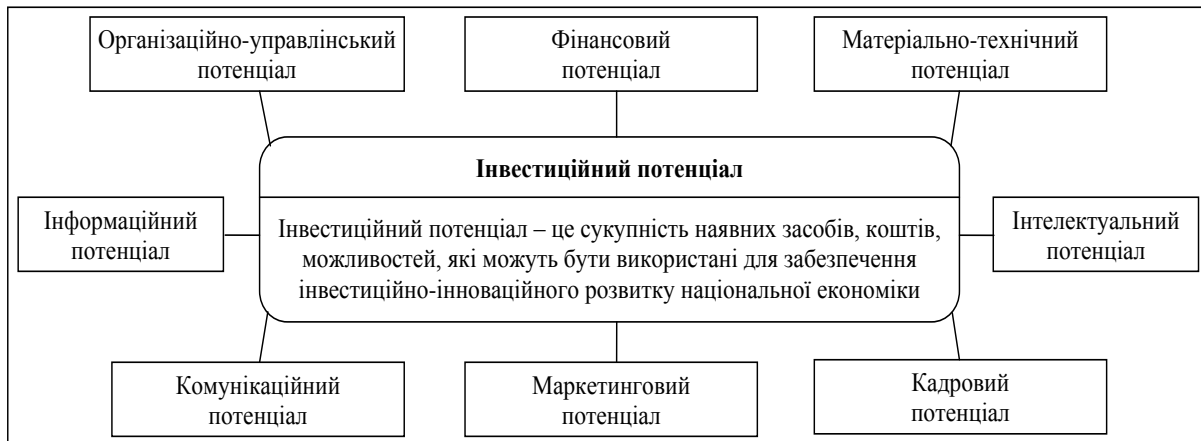 Організаційно-управлінський
потенціал
Фінансовий
потенціал
Матеріально-технічний
потенціал
Інвестиційний потенціал
Інформаційний
потенціал
Інвестиційний потенціал – це сукупність наявних засобів, коштів,
можливостей, які можуть бути використані для забезпечення
інвестиційно-інноваційного розвитку національної економіки
Інтелектуальний
потенціал
Комунікаційний
потенціал
Маркетинговий
потенціал
Кадровий
потенціал